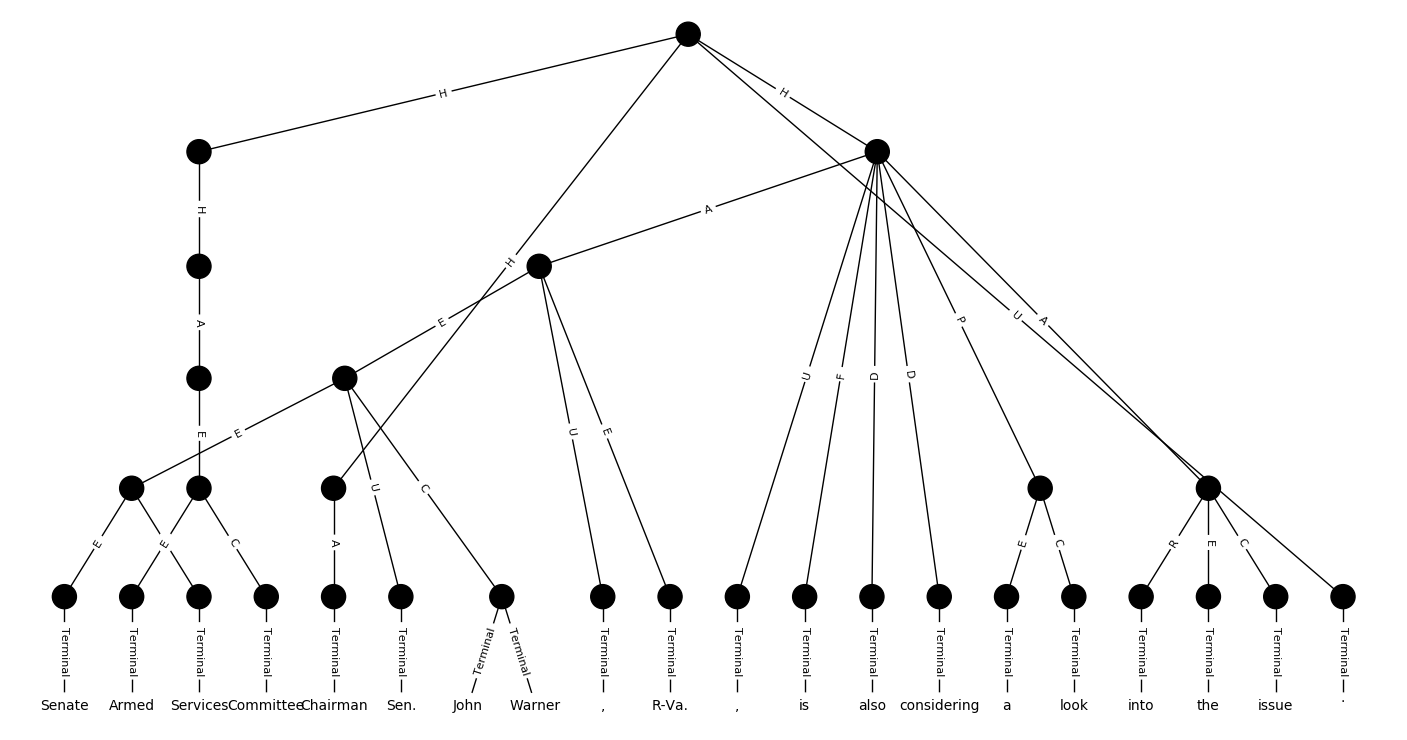 H
H
H
A
H
E
U
A
P
A
E
U
F
D
D
E
U
E
U
C
E
E
C
A
E
C
R
E
C
Terminal Terminal Terminal Terminal Terminal Terminal Terminal Terminal Terminal Terminal Terminal Terminal Terminal Terminal Terminal Terminal Terminal Terminal Terminal Terminal
Senate Armed Services Committee Chairman Sen. John Warner , R-Va. , is also considering a look into the issue .